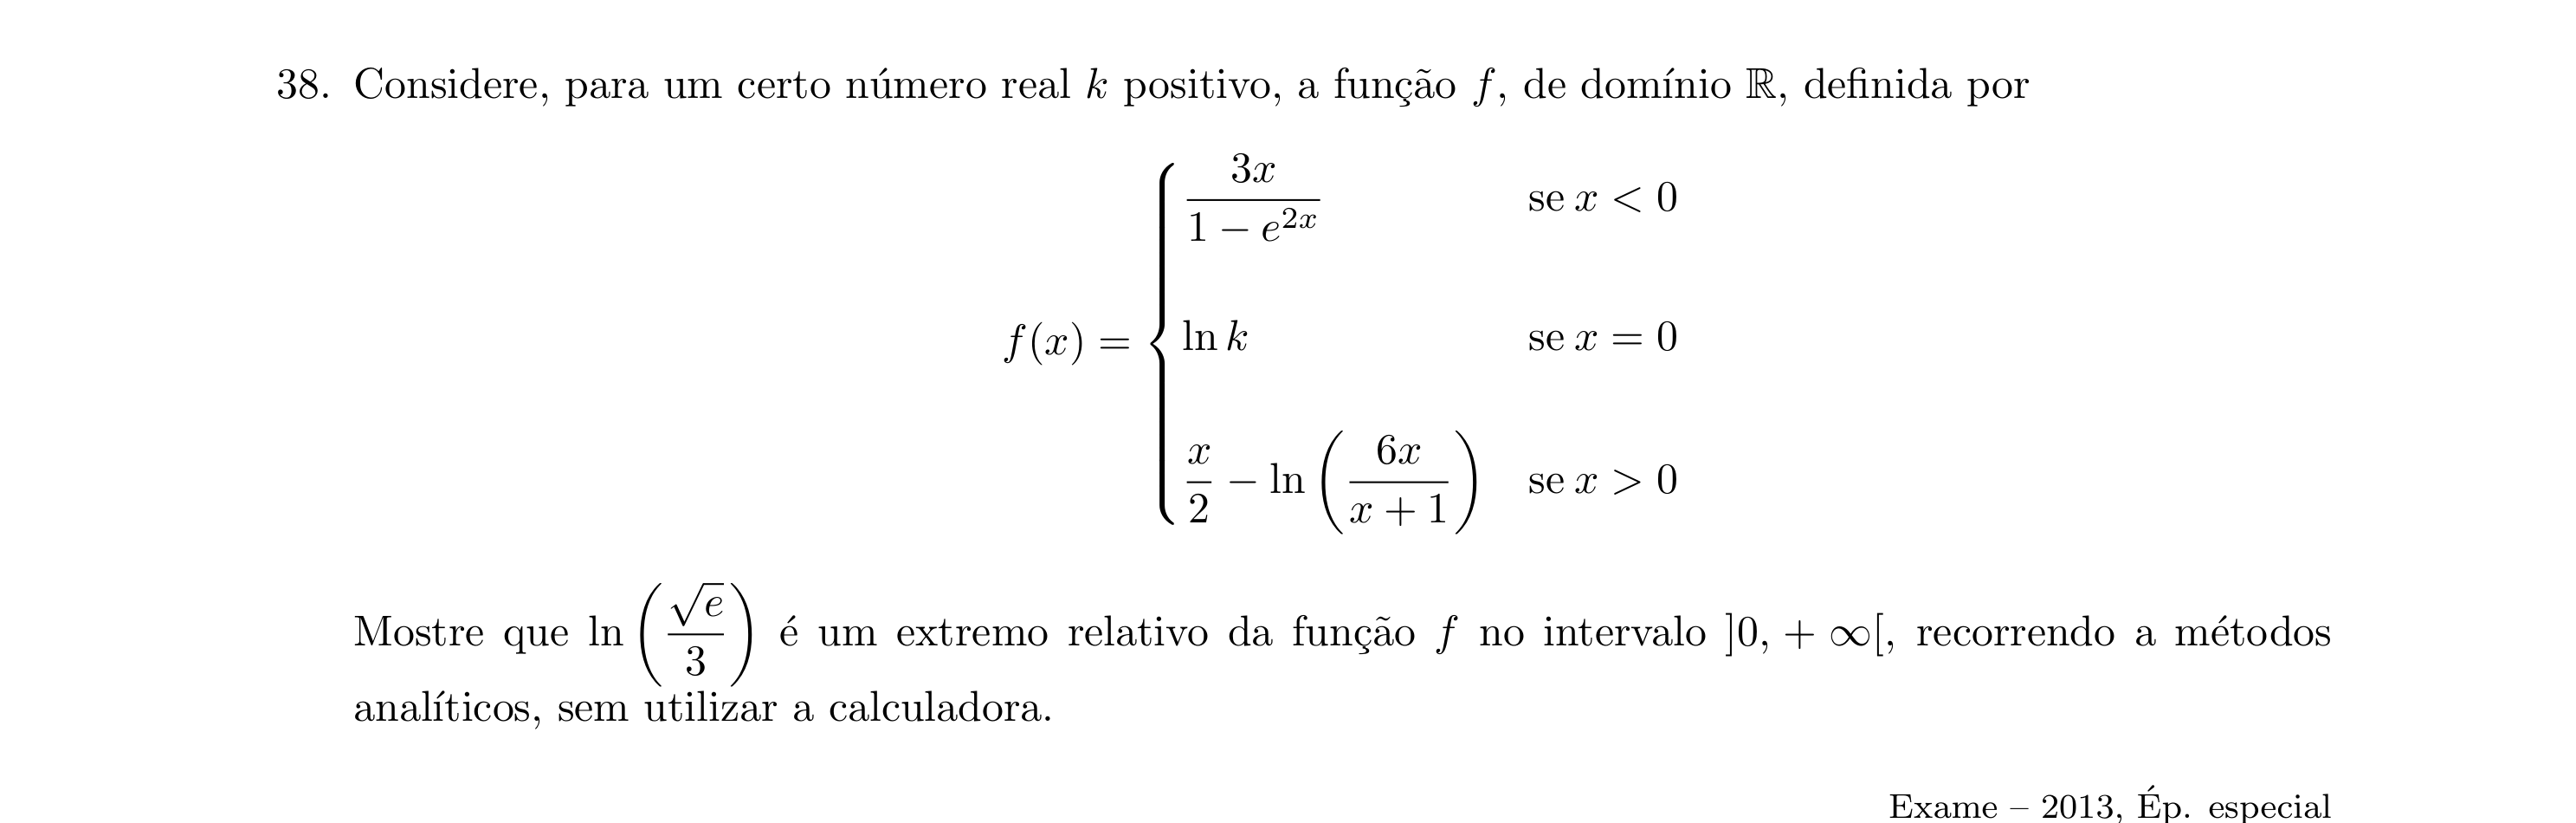 38. Considere, para um certo número real k positivo, a função f, de domínio ℝ, definida por
f(x) = { 3x / (1 − e^{2x}) se x < 0
ln k se x = 0
x/2 − ln (6x / (x + 1)) se x > 0
Mostre que ln (√e / 3) é um extremo relativo da função f no intervalo ]0, + ∞[, recorrendo a métodos
analíticos, sem utilizar a calculadora.
Exame – 2013, Ép. especial